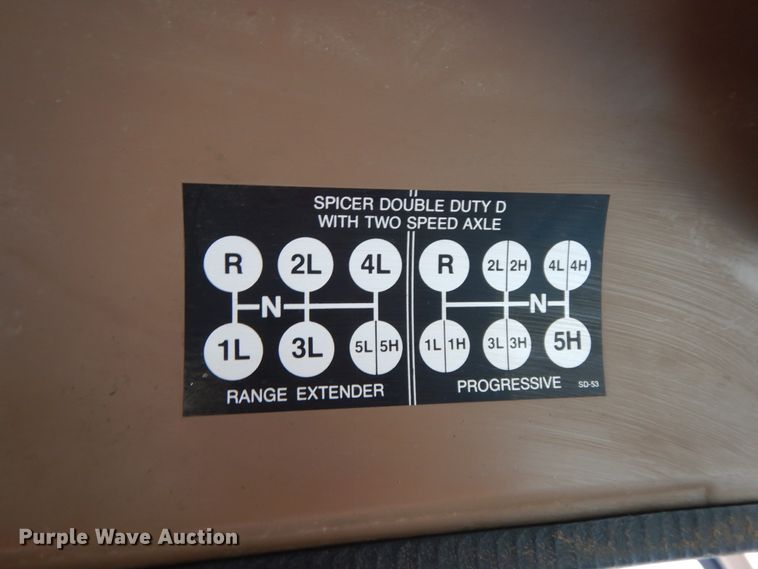 SPICER DOUBLE DUTY D
WITH TWO SPEED AXLE
R 2L 4L
N
1L 3L 5L 5H
RANGE EXTENDER
R 2L 2H 4L 4H
N
1L 1H 3L 3H 5H
PROGRESSIVE
SD-53
Purple Wave Auction